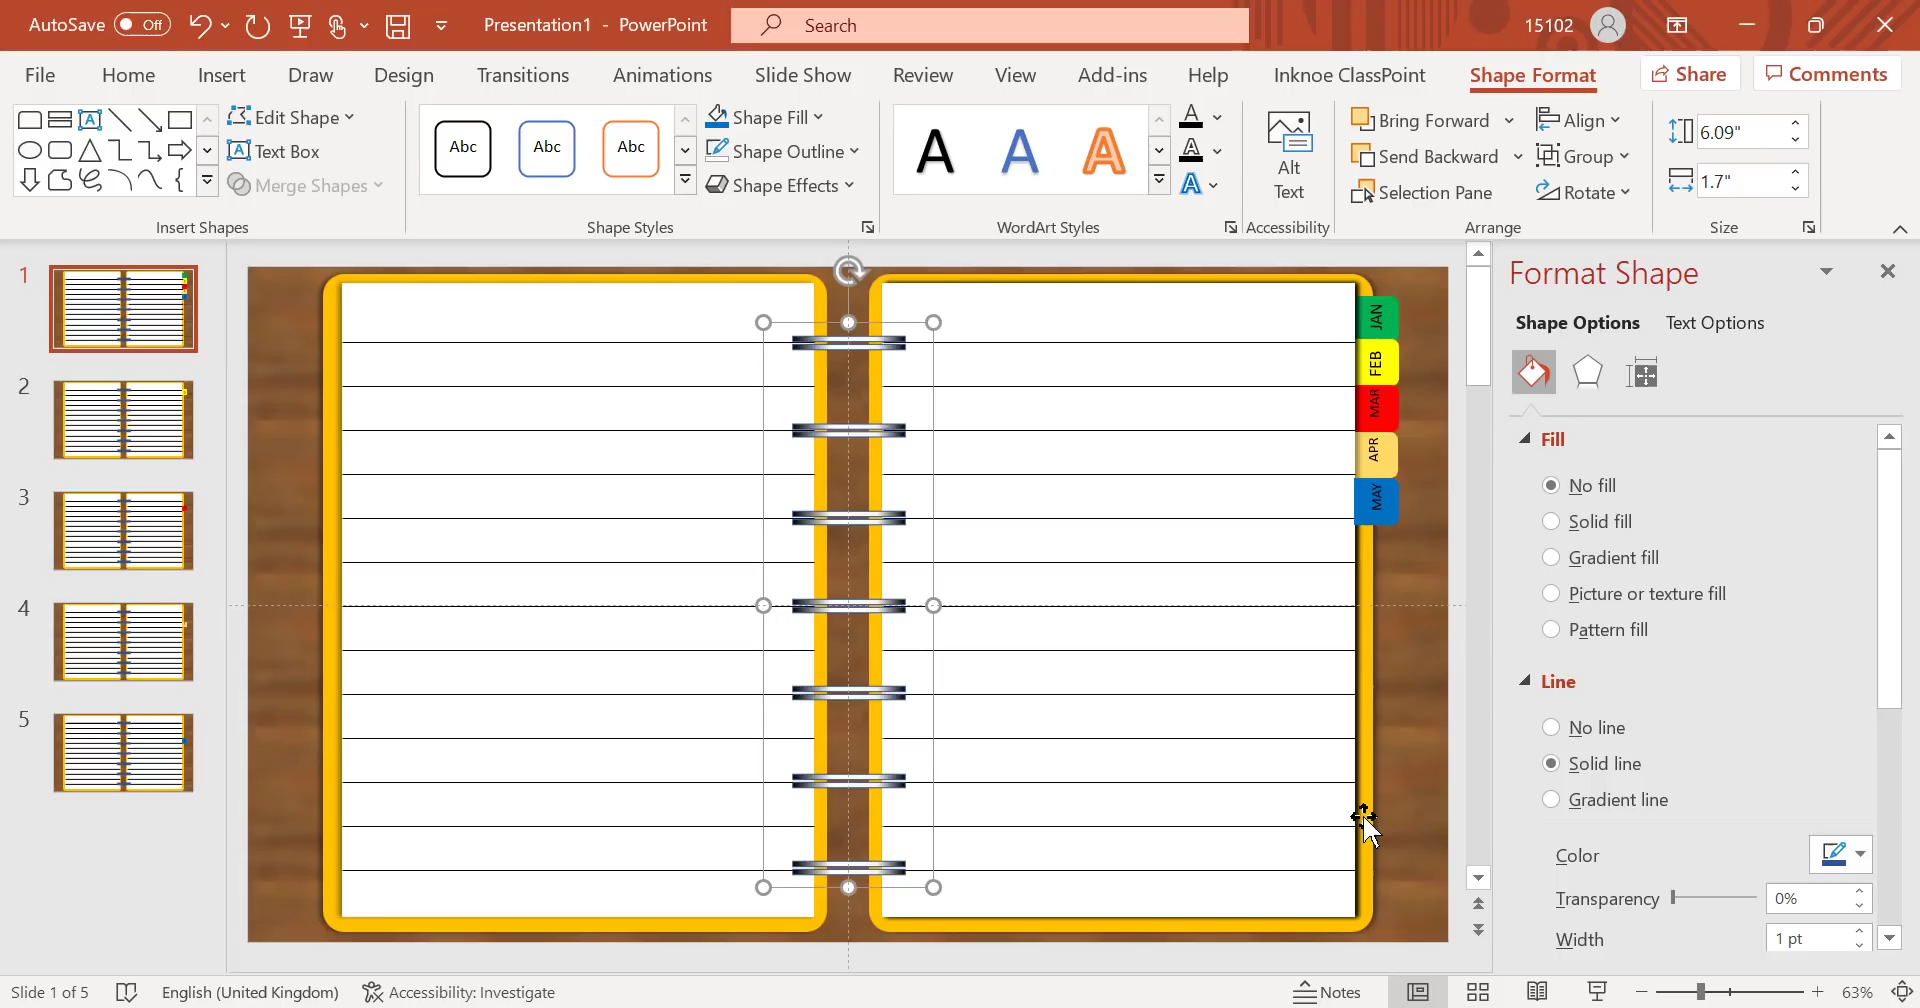 AutoSave Off Presentation1 - PowerPoint Search 15102
File Home Insert Draw Design Transitions Animations Slide Show Review View Add-ins Help Inknoe ClassPoint Shape Format Share Comments
Edit Shape
Text Box
Merge Shapes
Insert Shapes
Abc Abc Abc
Shape Fill
Shape Outline
Shape Effects
Shape Styles
A A A
A
A
A
WordArt Styles
Alt
Text
Accessibility
Bring Forward
Send Backward
Selection Pane
Align
Group
Rotate
Arrange
6.09"
1.7"
Size
1
2
3
4
5
JAN
FEB
MAR
APR
MAY
Format Shape
Shape Options Text Options
Fill
No fill
Solid fill
Gradient fill
Picture or texture fill
Pattern fill
Line
No line
Solid line
Gradient line
Color
Transparency 0%
Width 1 pt
Slide 1 of 5 English (United Kingdom) Accessibility: Investigate Notes 63%